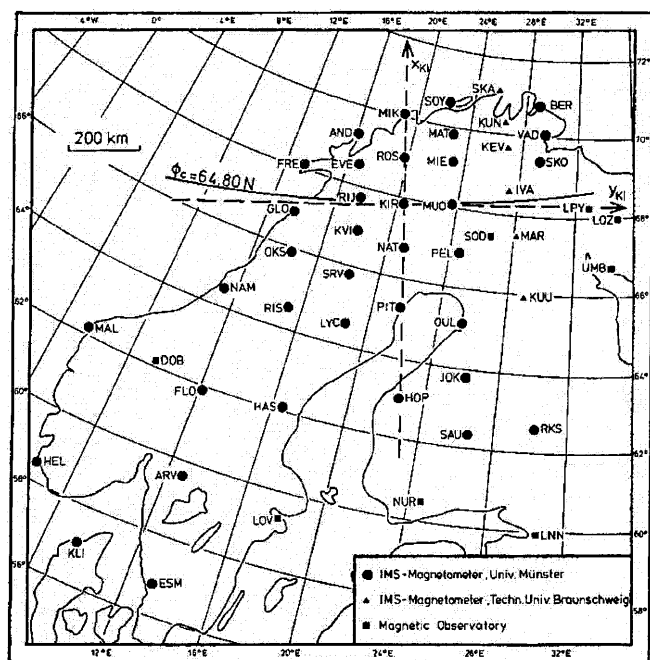 4°W 0° 4°E 8°E 12°E 16°E 20°E 24°E 28°E 72°N
X KI
SKA
SOY
BER
MIK
KUN
66°
AND
MAT
VAD
70°
200 km
KEV
FRE EVE ROS MIE SKO
ϕc=64.80 N
RIJ
IVA
Y KI
GLO KIR MUO LPY
LOZ
68°
KVI
SOD MAR
64°
OKS NAT PEL
SRV
UMB
NAM
KUU
66°
62°
RIS LYC PIT OUL
MAL
DOB
JOK
64°
60°
FLO HAS HOP
SAU RKS
62°
HEL
58°
ARV
NUR
LOV
LNN
60°
KLI
56°
IMS-Magnetometer, Univ. Münster
ESM
IMS-Magnetometer, Techn. Univ. Braunschweig
58°
Magnetic Observatory
12°E 16°E 20°E 24°E 28°E 32°E